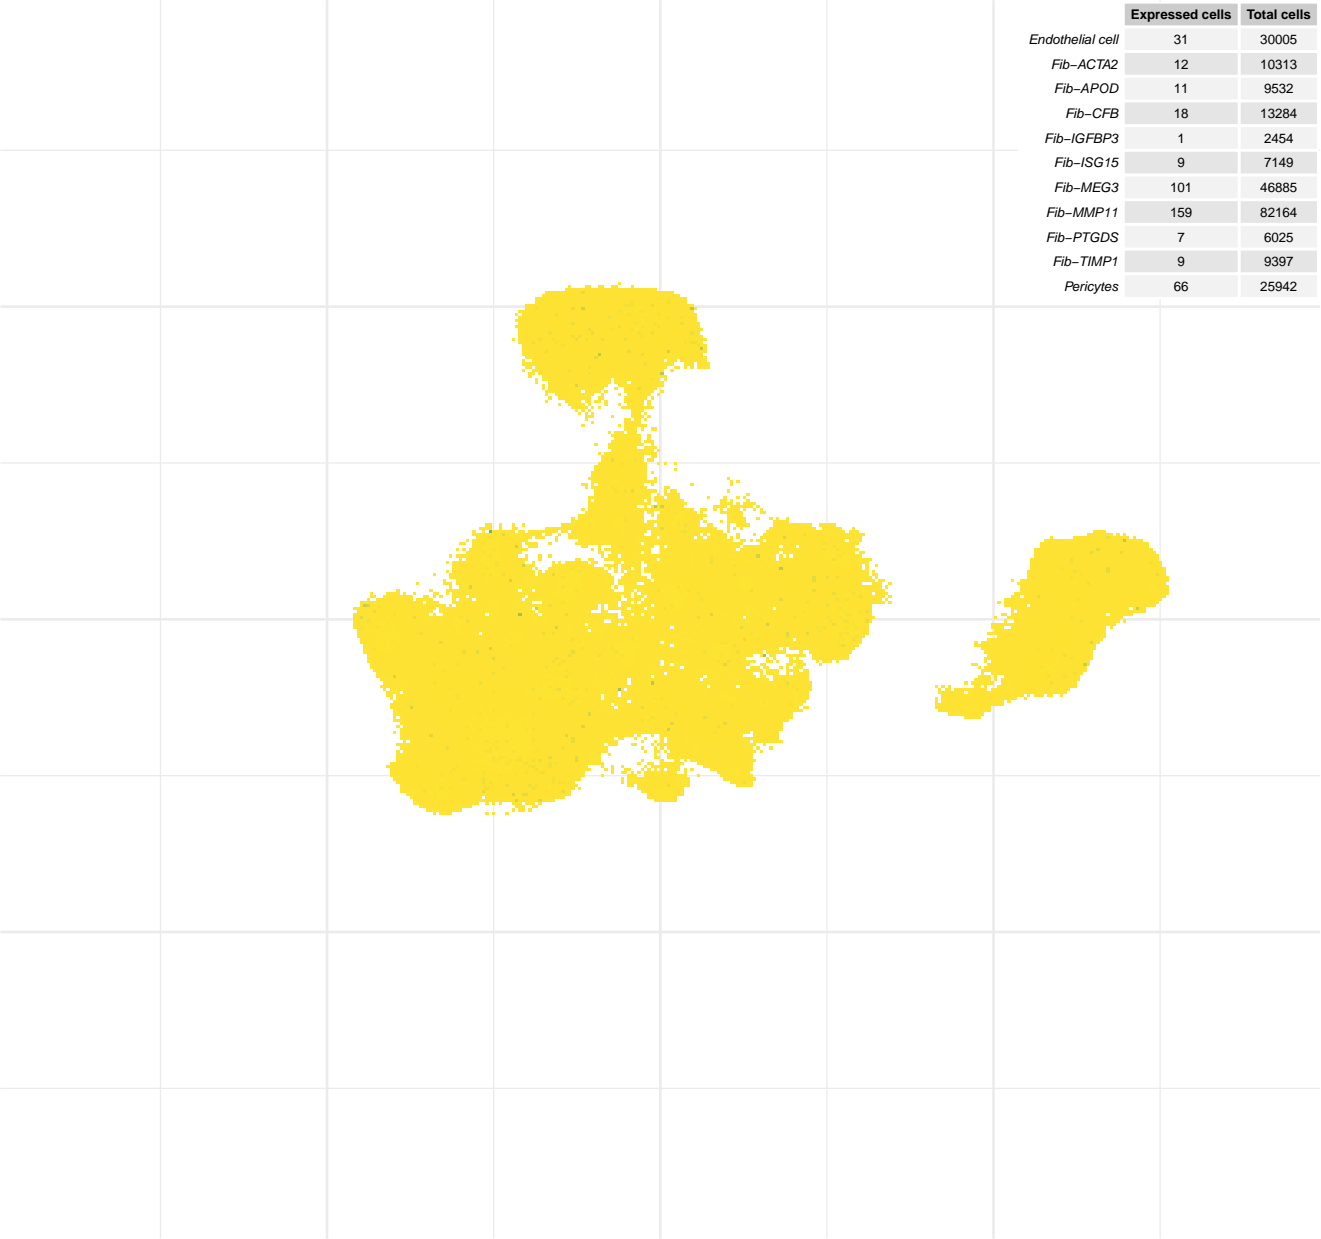 Expressed cells Total cells
Endothelial cell 31 30005
Fib−ACTA2 12 10313
Fib−APOD 11 9532
Fib−CFB 18 13284
Fib−IGFBP3 1 2454
Fib−ISG15 9 7149
Fib−MEG3 101 46885
Fib−MMP11 159 82164
Fib−PTGDS 7 6025
Fib−TIMP1 9 9397
Pericytes 66 25942